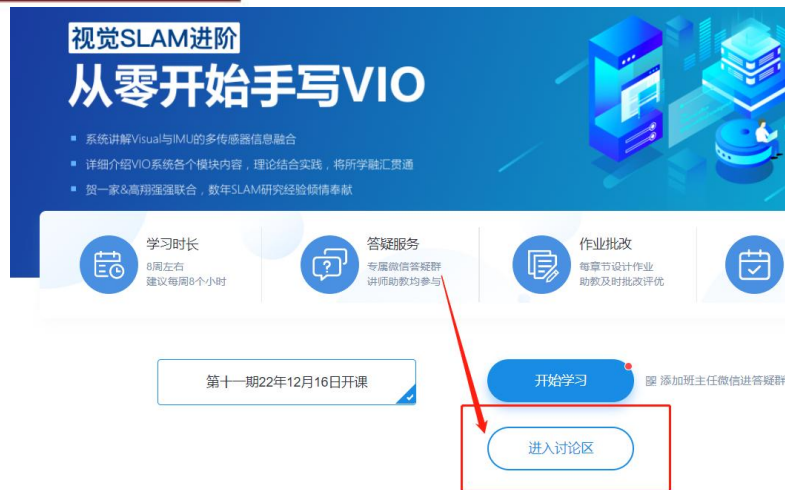 视觉SLAM进阶
从零开始手写VIO
系统讲解Visual与IMU的多传感器信息融合
详细介绍VIO系统各个模块内容，理论结合实践，将所学融汇贯通
贺一家&高翔强强联合，数年SLAM研究经验倾情奉献
学习时长
8周左右
建议每周8个小时
答疑服务
专属微信答疑群
讲师助教均参与
作业批改
每章节设计作业
助教及时批改评优
第十一期22年12月16日开课
开始学习
添加班主任微信进答疑群
进入讨论区